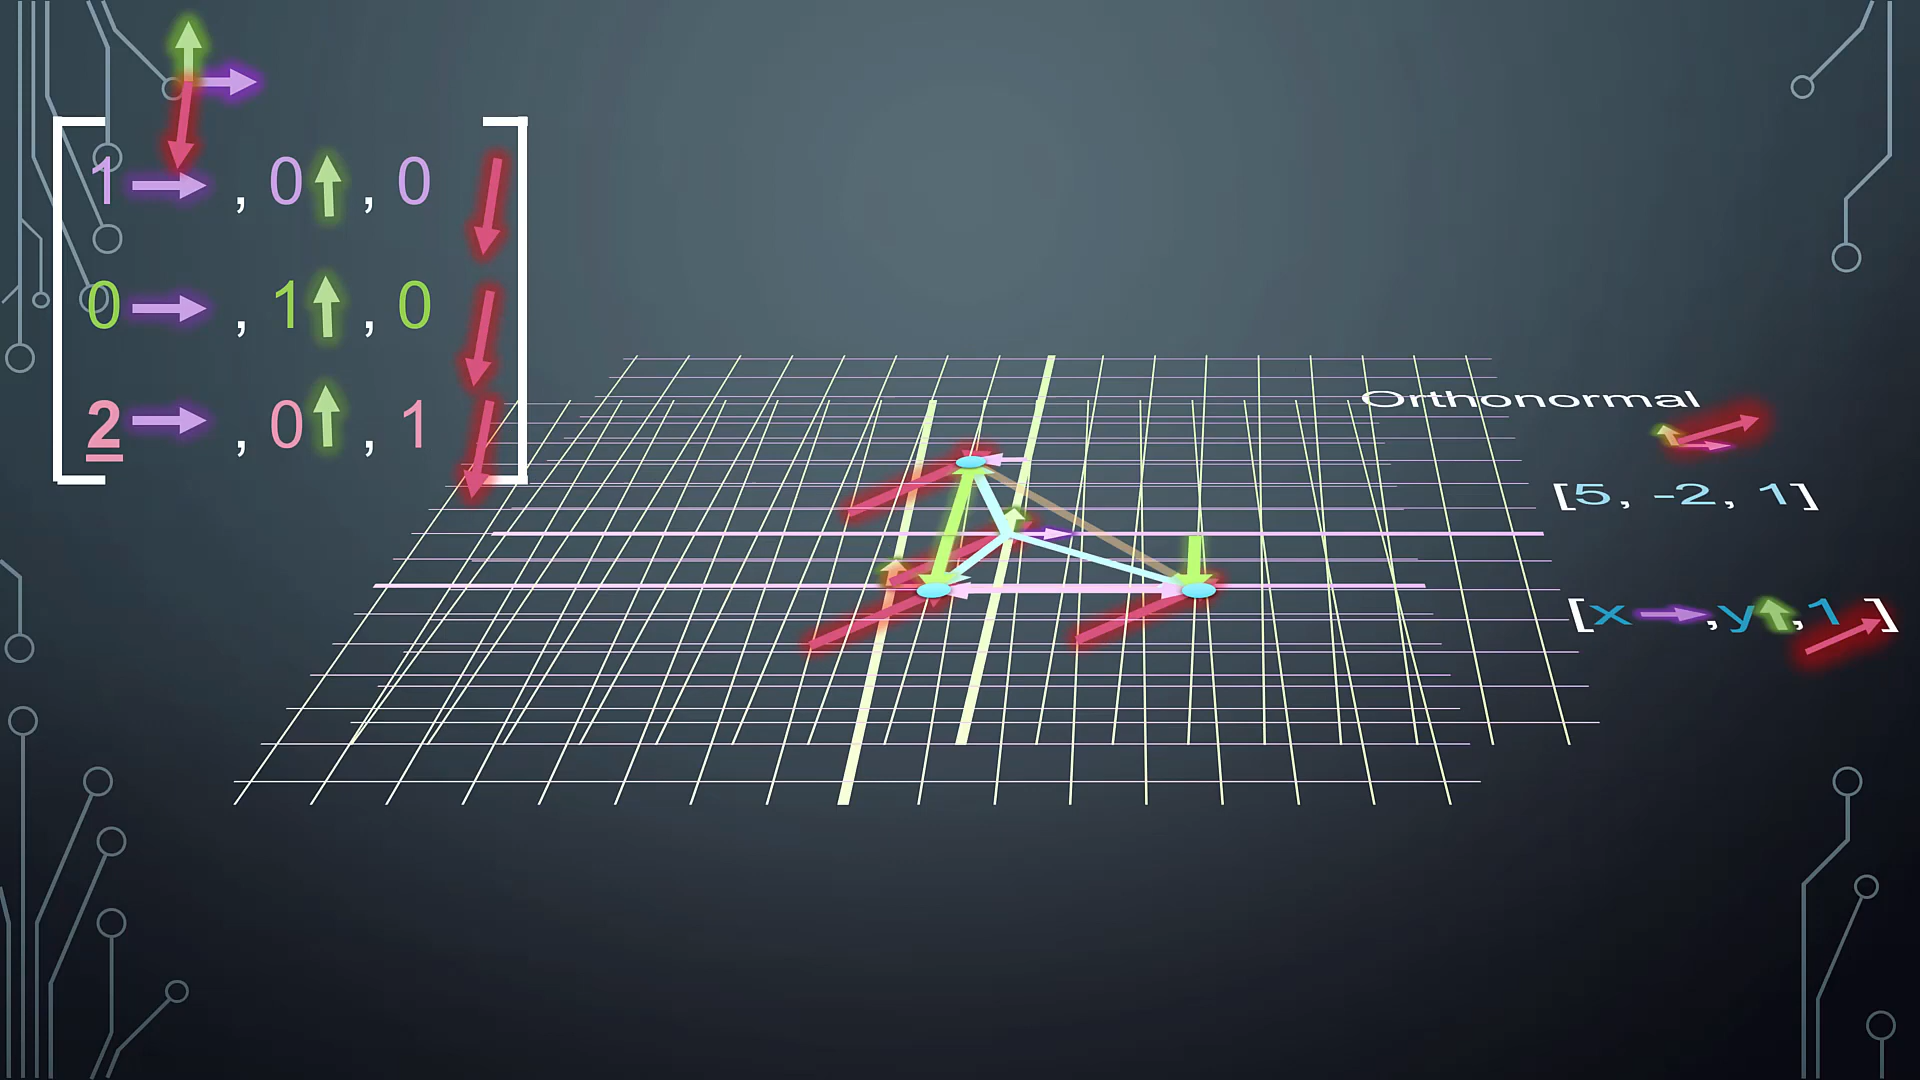 1 , 0 , 0
0 , 1 , 0
2 , 0 , 1
Orthonormal
[5, -2, 1]
[x , y , 1 ]